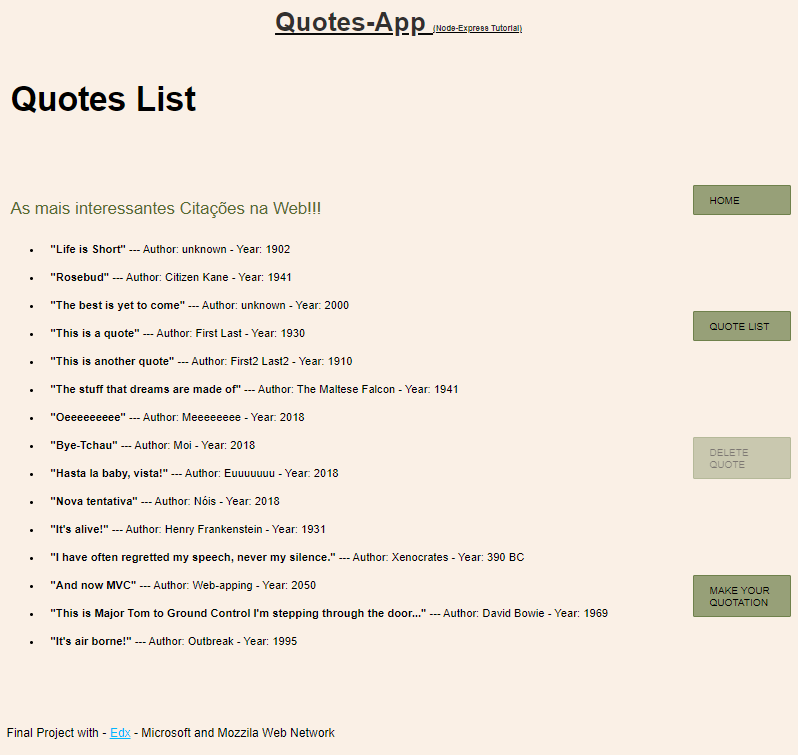 Quotes-App (Node-Express Tutorial)
Quotes List
As mais interessantes Citações na Web!!!
HOME
• "Life is Short" --- Author: unknown - Year: 1902
• "Rosebud" --- Author: Citizen Kane - Year: 1941
• "The best is yet to come" --- Author: unknown - Year: 2000
QUOTE LIST
• "This is a quote" --- Author: First Last - Year: 1930
• "This is another quote" --- Author: First2 Last2 - Year: 1910
• "The stuff that dreams are made of" --- Author: The Maltese Falcon - Year: 1941
• "Oeeeeeeeee" --- Author: Meeeeeeee - Year: 2018
• "Bye-Tchau" --- Author: Moi - Year: 2018
DELETE
QUOTE
• "Hasta la baby, vista!" --- Author: Euuuuuuu - Year: 2018
• "Nova tentativa" --- Author: Nóis - Year: 2018
• "It's alive!" --- Author: Henry Frankenstein - Year: 1931
• "I have often regretted my speech, never my silence." --- Author: Xenocrates - Year: 390 BC
• "And now MVC" --- Author: Web-apping - Year: 2050
MAKE YOUR
QUOTATION
• "This is Major Tom to Ground Control I'm stepping through the door..." --- Author: David Bowie - Year: 1969
• "It's air borne!" --- Author: Outbreak - Year: 1995
Final Project with - Edx - Microsoft and Mozzila Web Network